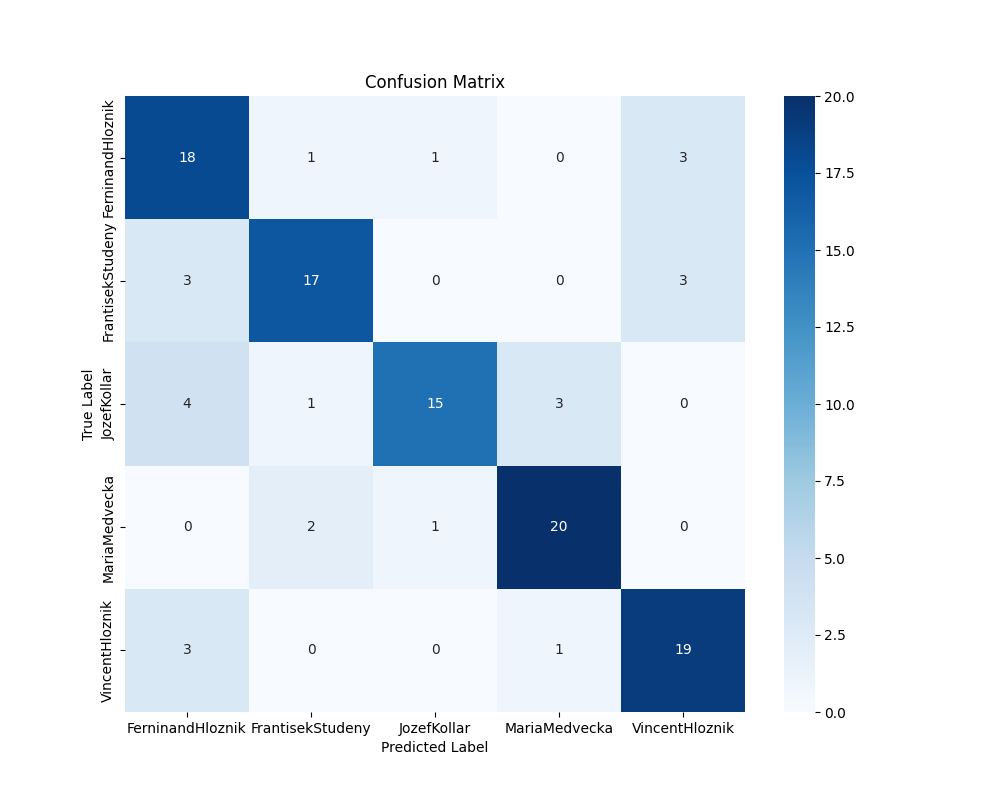 Confusion Matrix
True Label
FerninandHloznik
18 1 1 0 3
FrantisekStudeny
3 17 0 0 3
JozefKollar
4 1 15 3 0
MariaMedvecka
0 2 1 20 0
VincentHloznik
3 0 0 1 19
FerninandHloznik FrantisekStudeny JozefKollar MariaMedvecka VincentHloznik
Predicted Label
20.0
17.5
15.0
12.5
10.0
7.5
5.0
2.5
0.0